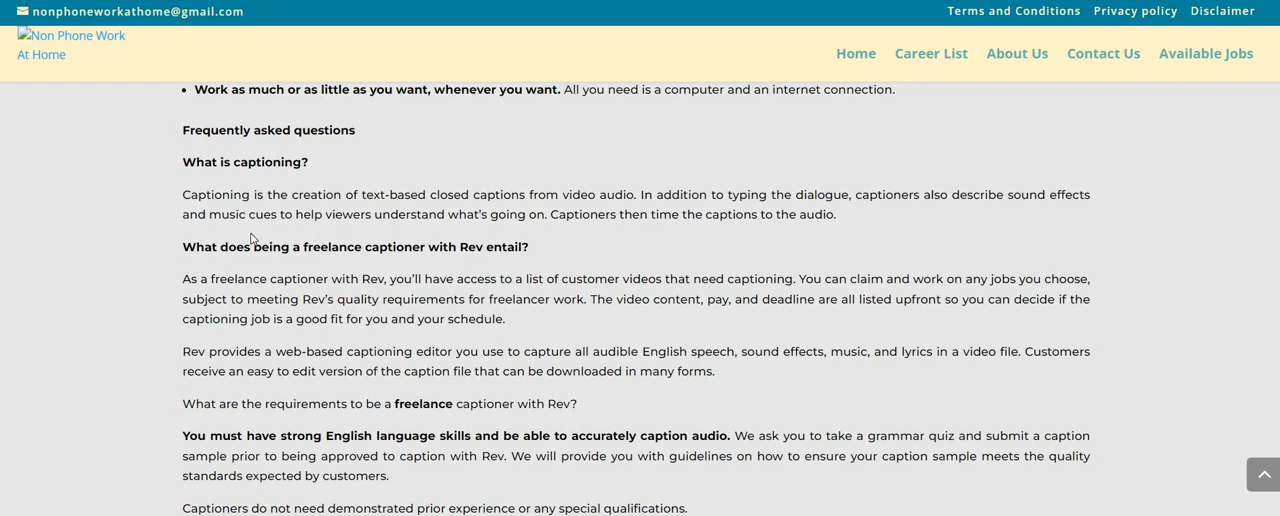 nonphoneworkathome@gmail.com
Terms and Conditions Privacy policy Disclaimer
Non Phone Work
At Home
Home Career List About Us Contact Us Available Jobs
• Work as much or as little as you want, whenever you want. All you need is a computer and an internet connection.
Frequently asked questions
What is captioning?
Captioning is the creation of text-based closed captions from video audio. In addition to typing the dialogue, captioners also describe sound effects
and music cues to help viewers understand what’s going on. Captioners then time the captions to the audio.
What does being a freelance captioner with Rev entail?
As a freelance captioner with Rev, you’ll have access to a list of customer videos that need captioning. You can claim and work on any jobs you choose,
subject to meeting Rev’s quality requirements for freelancer work. The video content, pay, and deadline are all listed upfront so you can decide if the
captioning job is a good fit for you and your schedule.
Rev provides a web-based captioning editor you use to capture all audible English speech, sound effects, music, and lyrics in a video file. Customers
receive an easy to edit version of the caption file that can be downloaded in many forms.
What are the requirements to be a freelance captioner with Rev?
You must have strong English language skills and be able to accurately caption audio. We ask you to take a grammar quiz and submit a caption
sample prior to being approved to caption with Rev. We will provide you with guidelines on how to ensure your caption sample meets the quality
standards expected by customers.
Captioners do not need demonstrated prior experience or any special qualifications.